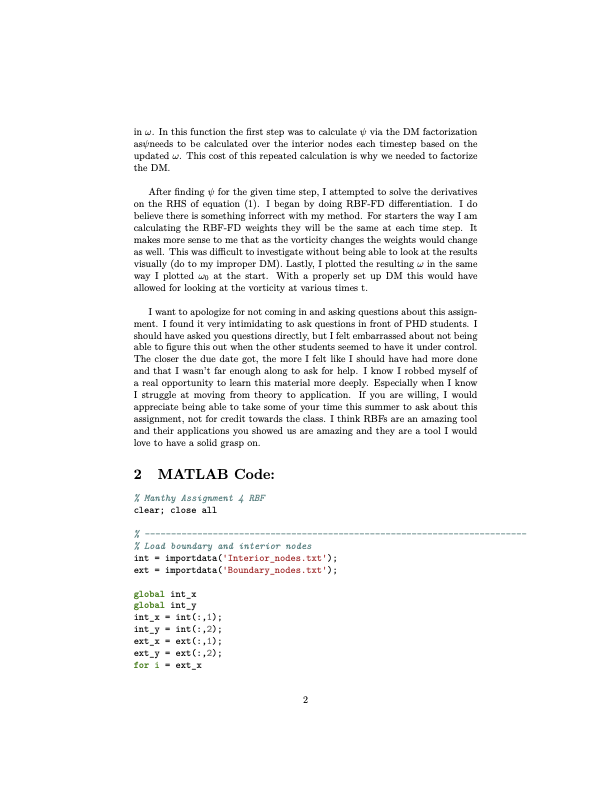 in ω. In this function the first step was to calculate ψ via the DM factorization
asψneeds to be calculated over the interior nodes each timestep based on the
updated ω. This cost of this repeated calculation is why we needed to factorize
the DM.
After finding ψ for the given time step, I attempted to solve the derivatives
on the RHS of equation (1). I began by doing RBF-FD differentiation. I do
believe there is something inforrect with my method. For starters the way I am
calculating the RBF-FD weights they will be the same at each time step. It
makes more sense to me that as the vorticity changes the weights would change
as well. This was difficult to investigate without being able to look at the results
visually (do to my improper DM). Lastly, I plotted the resulting ω in the same
way I plotted ω₀ at the start. With a properly set up DM this would have
allowed for looking at the vorticity at various times t.
I want to apologize for not coming in and asking questions about this assign-
ment. I found it very intimidating to ask questions in front of PHD students. I
should have asked you questions directly, but I felt embarrassed about not being
able to figure this out when the other students seemed to have it under control.
The closer the due date got, the more I felt like I should have had more done
and that I wasn't far enough along to ask for help. I know I robbed myself of
a real opportunity to learn this material more deeply. Especially when I know
I struggle at moving from theory to application. If you are willing, I would
appreciate being able to take some of your time this summer to ask about this
assignment, not for credit towards the class. I think RBFs are an amazing tool
and their applications you showed us are amazing and they are a tool I would
love to have a solid grasp on.
2 MATLAB Code:
% Manthy Assignment 4 RBF
clear; close all
% -------------------------------------------------------------------------
% Load boundary and interior nodes
int = importdata('Interior_nodes.txt');
ext = importdata('Boundary_nodes.txt');
global int_x
global int_y
int_x = int(:,1);
int_y = int(:,2);
ext_x = ext(:,1);
ext_y = ext(:,2);
for i = ext_x
2